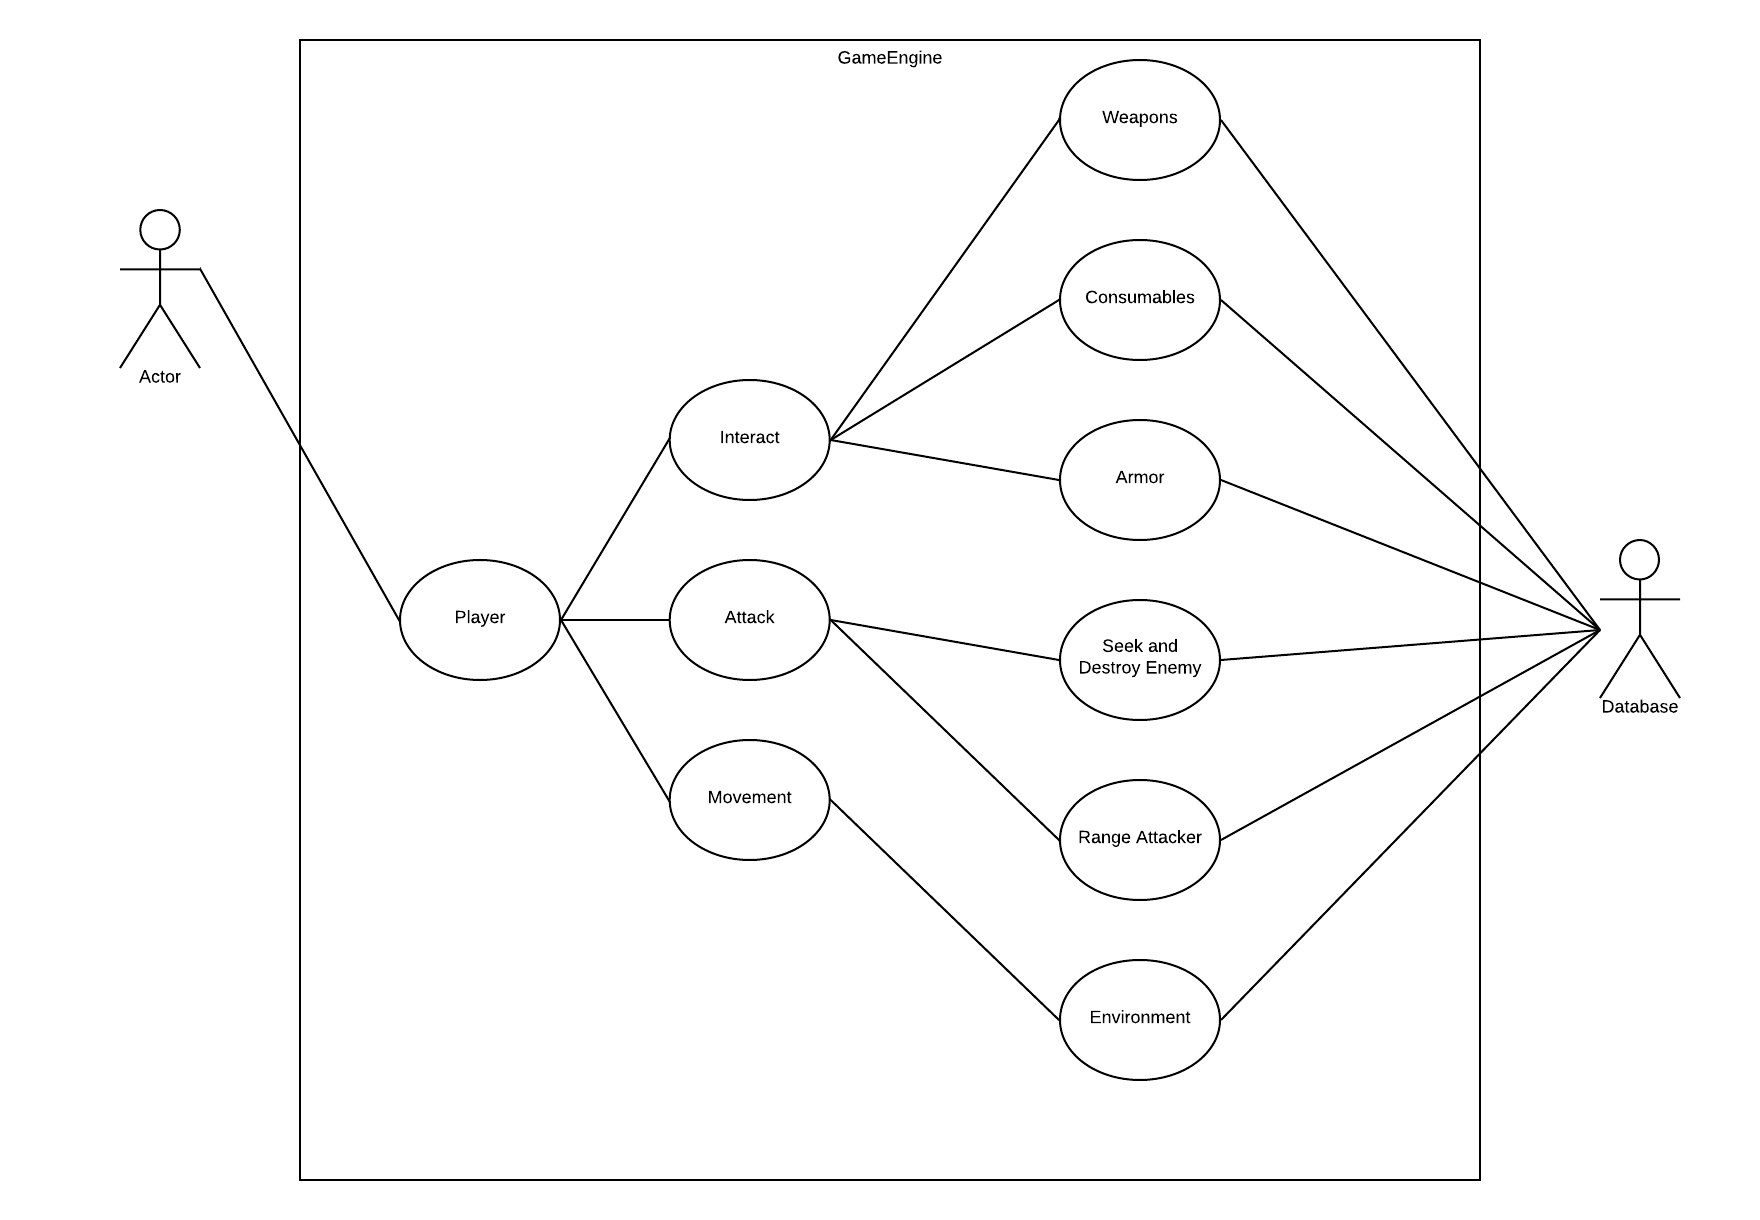 GameEngine
Weapons
Consumables
Actor
Interact
Armor
Player
Attack
Seek and
Destroy Enemy
Database
Movement
Range Attacker
Environment